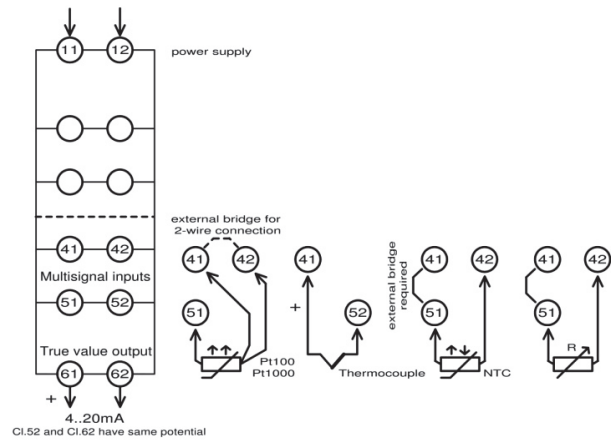 11 12 power supply
external bridge for
2-wire connection
41 42
Multisignal inputs
51 52
True value output
61 62
+
4..20mA
Cl.52 and Cl.62 have same potential
41 42
51
Pt100
Pt1000
41
+
52
Thermocouple
41 42
external bridge
required
51
NTC
41 42
51
R